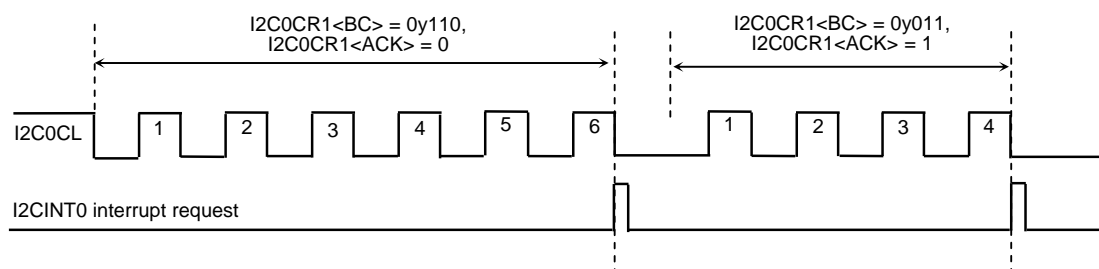 I2C0CR1<BC> = 0y110,
I2C0CR1<ACK> = 0
I2C0CR1<BC> = 0y011,
I2C0CR1<ACK> = 1
I2C0CL
1 2 3 4 5 6 1 2 3 4
I2CINT0 interrupt request